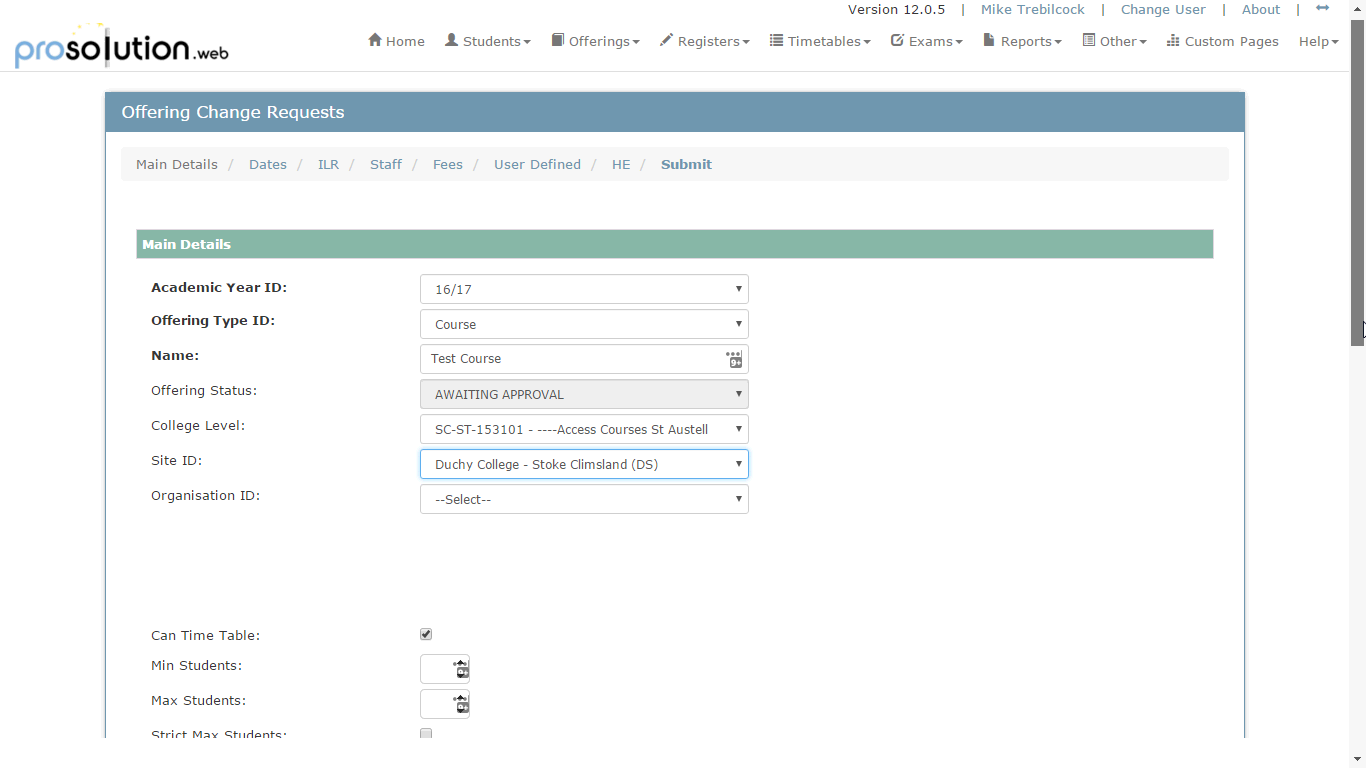 Version 12.0.5 | Mike Trebilcock | Change User | About |
prosolution.web
Home Students Offerings Registers Timetables Exams Reports Other Custom Pages Help
Offering Change Requests
Main Details / Dates / ILR / Staff / Fees / User Defined / HE / Submit
Main Details
Academic Year ID: 16/17
Offering Type ID: Course
Name: Test Course
Offering Status: AWAITING APPROVAL
College Level: SC-ST-153101 - ----Access Courses St Austell
Site ID: Duchy College - Stoke Climsland (DS)
Organisation ID: --Select--
Can Time Table:
Min Students:
Max Students:
Strict Max Students: